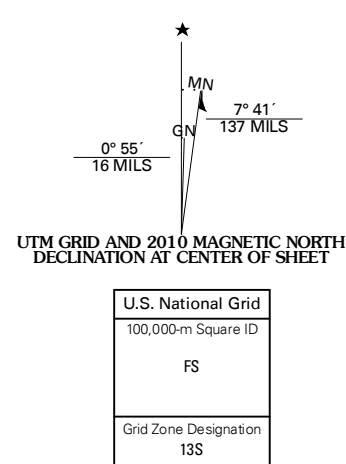 MN
7° 41´
137 MILS
GN
0° 55´
16 MILS
UTM GRID AND 2010 MAGNETIC NORTH
DECLINATION AT CENTER OF SHEET
U.S. National Grid
100,000-m Square ID
FS
Grid Zone Designation
13S